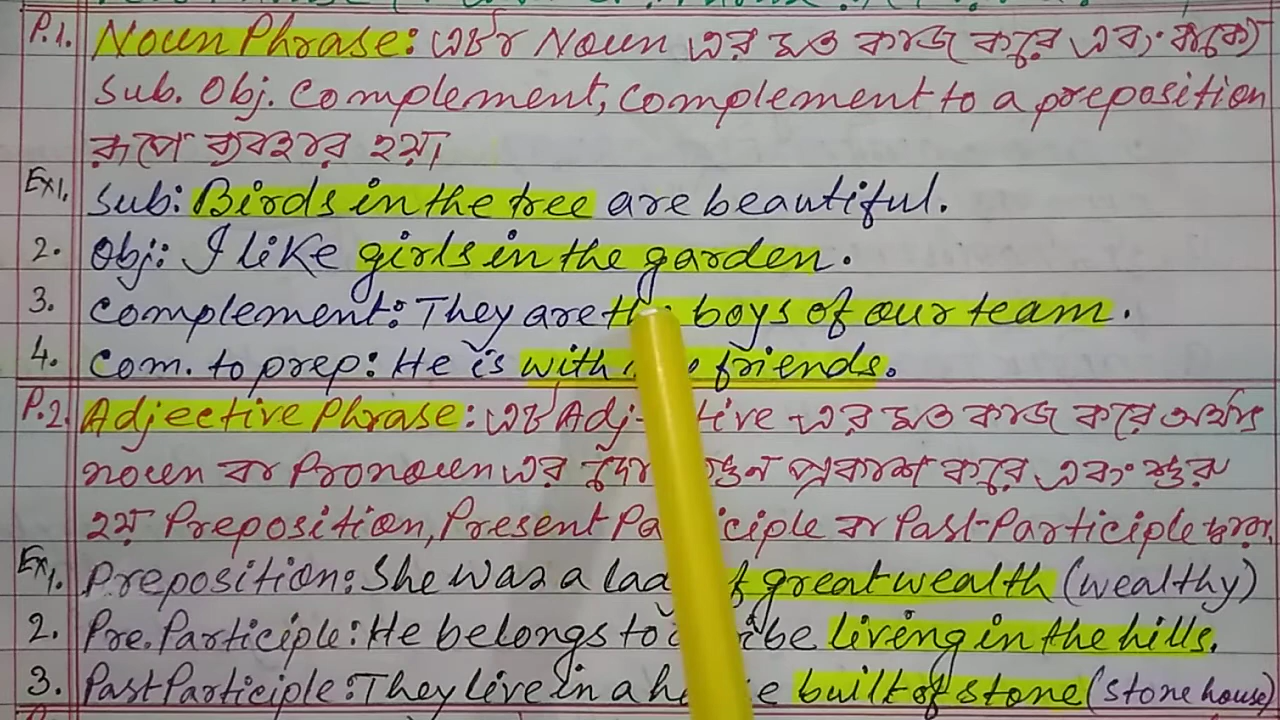 P.1. Noun Phrase: এটি Noun এর মত কাজ করে এবং বাক্যে
Sub. Obj. Complement, Complement to a preposition
রূপে ব্যবহার হয়।
Ex1. Sub: Birds in the tree are beautiful.
2. Obj: I like girls in the garden.
3. Complement: They are the boys of our team.
4. Com. to prep: He is with friends.
P.2. Adjective Phrase: এটি Adjective এর মত কাজ করে অর্থাৎ
noun বা Pronoun এর প্রকাশ করে এবং শুরু
হয় Preposition, Present Participle বা Past-Participle দ্বারা.
Ex1. Preposition: She was a lady of great wealth (wealthy)
2. Pre. Participle: He belongs to tribe living in the hills.
3. Past Participle: They live in a house built of stone (stone house)